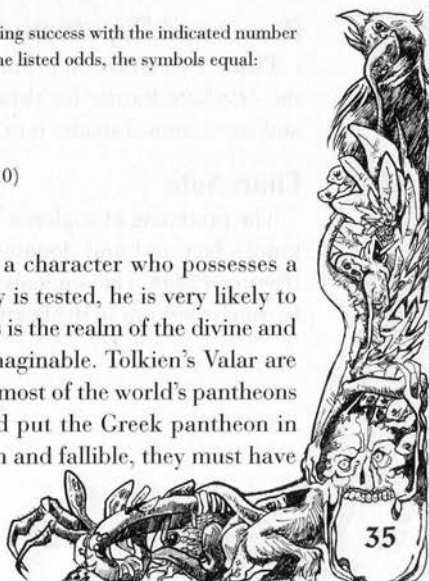 ing success with the indicated number
ne listed odds, the symbols equal:
0)
a character who possesses a
y is tested, he is very likely to
s is the realm of the divine and
aginable. Tolkien's Valar are
most of the world's pantheons
d put the Greek pantheon in
n and fallible, they must have
35